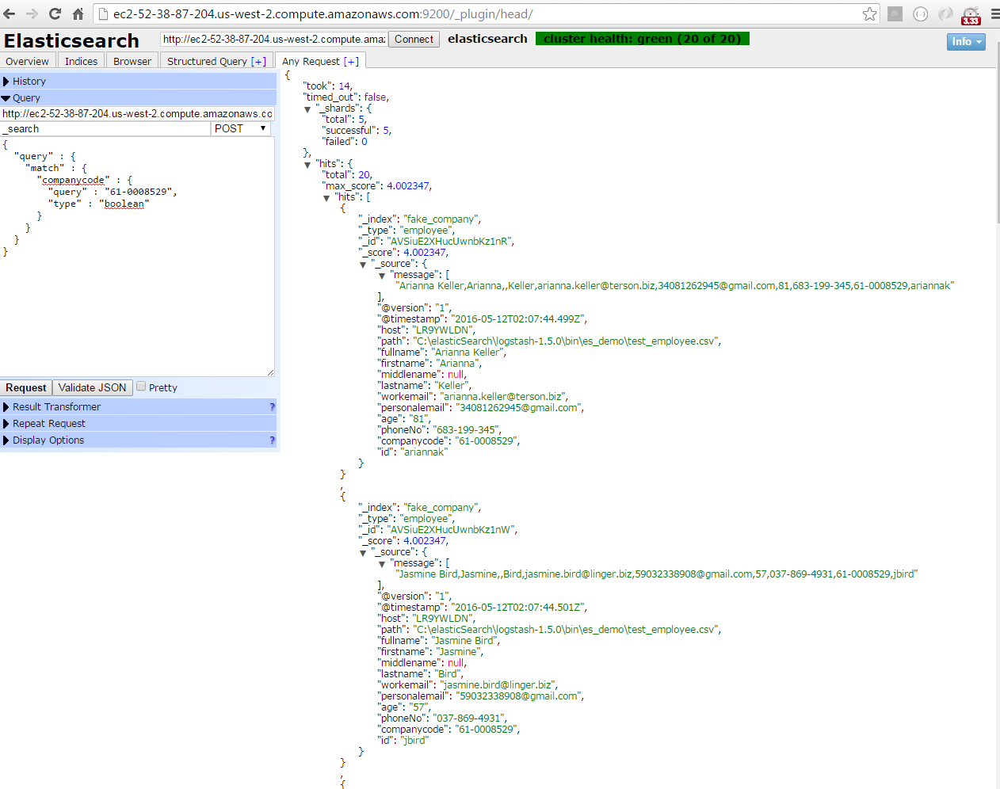 ec2-52-38-87-204.us-west-2.compute.amazonaws.com:9200/_plugin/head/
3.33
Elasticsearch
http://ec2-52-38-87-204.us-west-2.compute.amaz
Connect
elasticsearch
cluster health: green (20 of 20)
Info
Overview
Indices
Browser
Structured Query [+]
Any Request [+]
History
Query
http://ec2-52-38-87-204.us-west-2.compute.amazonaws.co
_search
POST
{
"query" : {
"match" : {
"companycode" : {
"query" : "61-0008529",
"type" : "boolean"
}
}
}
}
Request
Validate JSON
Pretty
Result Transformer ?
Repeat Request
Display Options ?
{
"took": 14,
"timed_out": false,
"_shards": {
"total": 5,
"successful": 5,
"failed": 0
},
"hits": {
"total": 20,
"max_score": 4.002347,
"hits": [
{
"_index": "fake_company",
"_type": "employee",
"_id": "AVSiuE2XHucUwnbKz1nR",
"_score": 4.002347,
"_source": {
"message": [
"Arianna Keller,Arianna,,Keller,arianna.keller@terson.biz,34081262945@gmail.com,81,683-199-345,61-0008529,ariannak"
],
"@version": "1",
"@timestamp": "2016-05-12T02:07:44.499Z",
"host": "LR9YWLDN",
"path": "C:\elasticSearch\logstash-1.5.0\bin\es_demo\test_employee.csv",
"fullname": "Arianna Keller",
"firstname": "Arianna",
"middlename": null,
"lastname": "Keller",
"workemail": "arianna.keller@terson.biz",
"personalemail": "34081262945@gmail.com",
"age": "81",
"phoneNo": "683-199-345",
"companycode": "61-0008529",
"id": "ariannak"
}
}
,
{
"_index": "fake_company",
"_type": "employee",
"_id": "AVSiuE2XHucUwnbKz1nW",
"_score": 4.002347,
"_source": {
"message": [
"Jasmine Bird,Jasmine,,Bird,jasmine.bird@linger.biz,59032338908@gmail.com,57,037-869-4931,61-0008529,jbird"
],
"@version": "1",
"@timestamp": "2016-05-12T02:07:44.501Z",
"host": "LR9YWLDN",
"path": "C:\elasticSearch\logstash-1.5.0\bin\es_demo\test_employee.csv",
"fullname": "Jasmine Bird",
"firstname": "Jasmine",
"middlename": null,
"lastname": "Bird",
"workemail": "jasmine.bird@linger.biz",
"personalemail": "59032338908@gmail.com",
"age": "57",
"phoneNo": "037-869-4931",
"companycode": "61-0008529",
"id": "jbird"
}
}
,
{